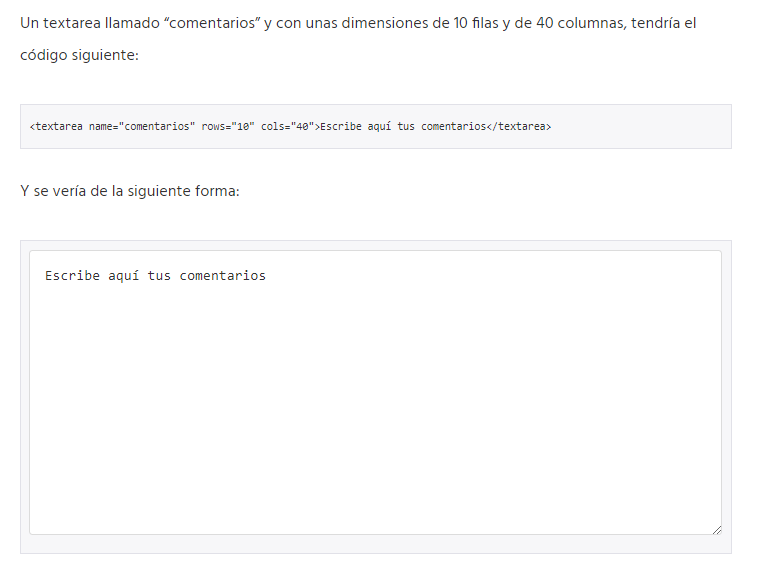 Un textarea llamado “comentarios” y con unas dimensiones de 10 filas y de 40 columnas, tendría el
código siguiente:
<textarea name="comentarios" rows="10" cols="40">Escribe aquí tus comentarios</textarea>
Y se vería de la siguiente forma:
Escribe aquí tus comentarios